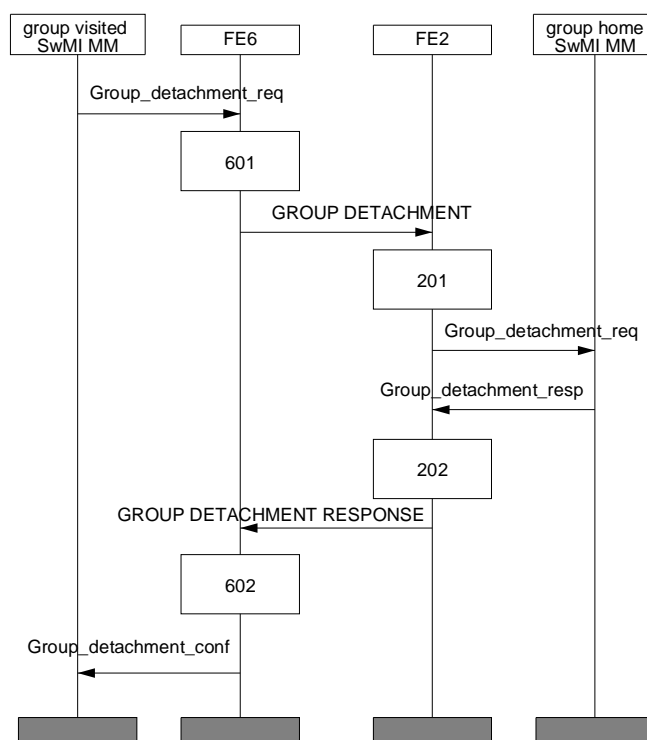 group visited
SwMI MM
FE6
FE2
group home
SwMI MM
Group_detachment_req
601
GROUP DETACHMENT
201
Group_detachment_req
Group_detachment_resp
202
GROUP DETACHMENT RESPONSE
602
Group_detachment_conf